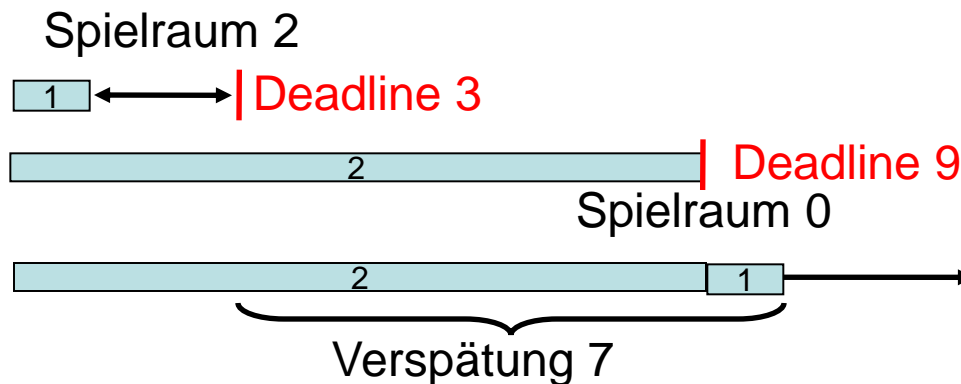 Spielraum 2
1
Deadline 3
2
Deadline 9
Spielraum 0
2
1
Verspätung 7